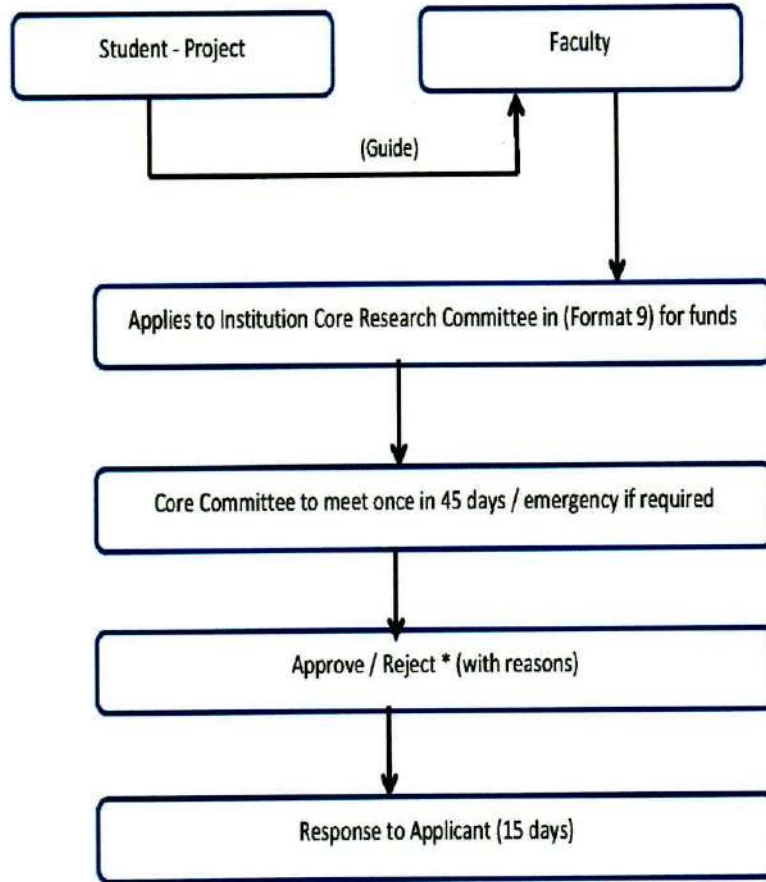 Student - Project
Faculty
(Guide)
Applies to Institution Core Research Committee in (Format 9) for funds
Core Committee to meet once in 45 days / emergency if required
Approve / Reject * (with reasons)
Response to Applicant (15 days)